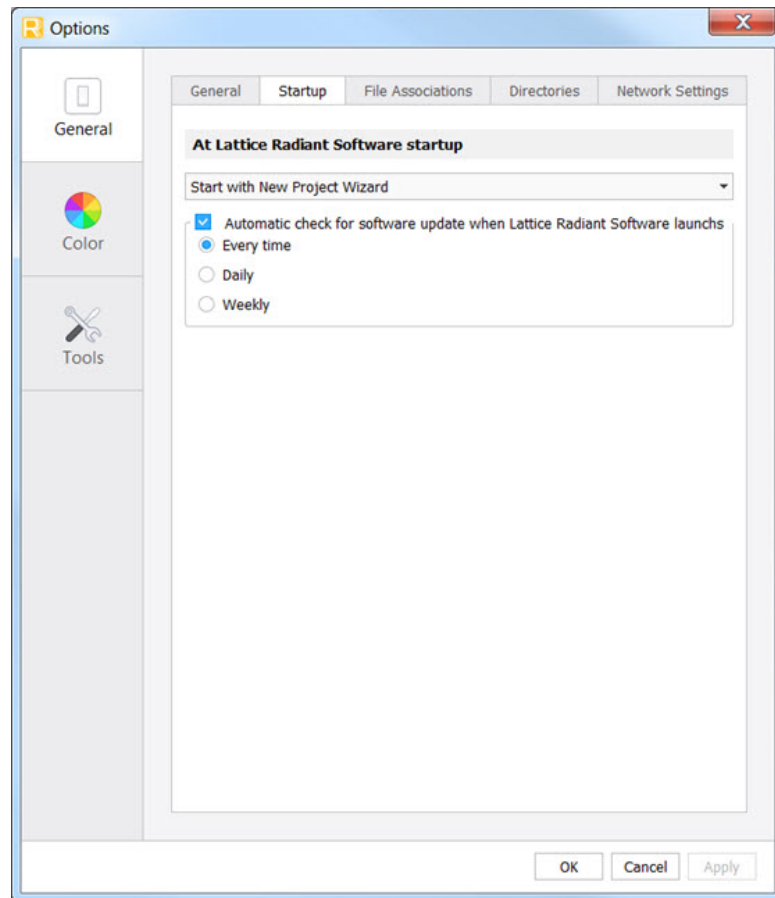 Options
General
Color
Tools
General Startup File Associations Directories Network Settings
At Lattice Radiant Software startup
Start with New Project Wizard
Automatic check for software update when Lattice Radiant Software launchs
Every time
Daily
Weekly
OK Cancel Apply